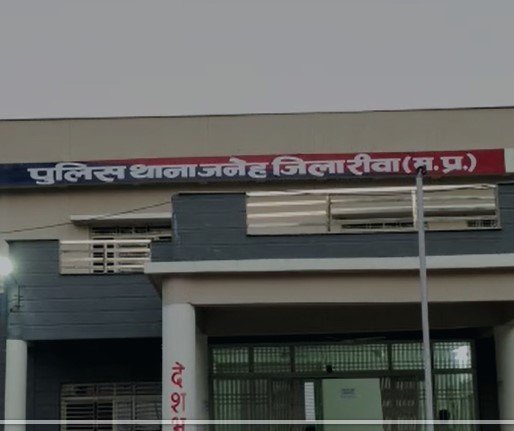 पुलिस थाना जनेह जिला रीवा (म. प्र.)